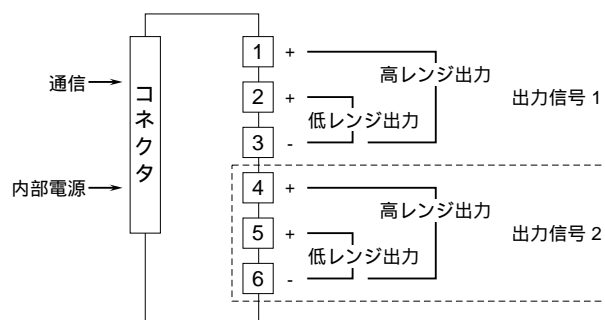 通信
内部電源
コネクタ
1 +
2 +
3 -
高レンジ出力
低レンジ出力
出力信号 1
4 +
5 +
6 -
高レンジ出力
低レンジ出力
出力信号 2